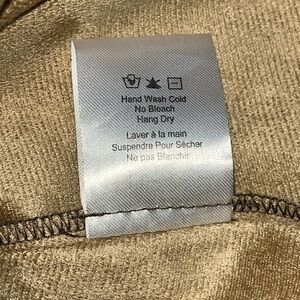 Hand Wash Cold
No Bleach
Hang Dry
Laver à la main
Suspendre Pour Sécher
Ne pas Blanchir